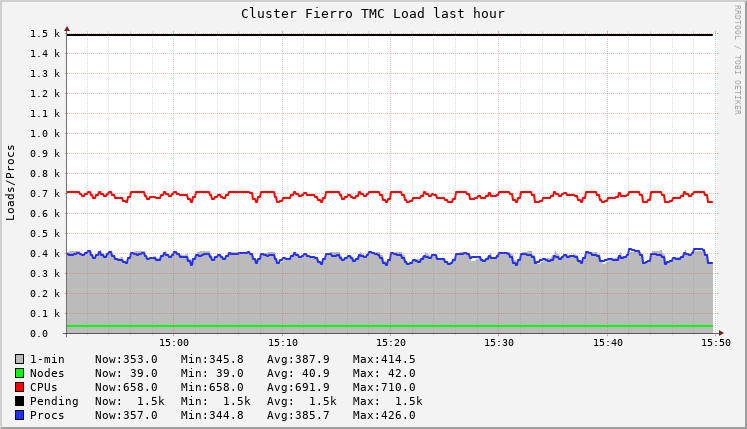 Cluster Fierro TMC Load last hour
RRDTOOL / TOBI OETIKER
Loads/Procs
1.5 k
1.4 k
1.3 k
1.2 k
1.1 k
1.0 k
0.9 k
0.8 k
0.7 k
0.6 k
0.5 k
0.4 k
0.3 k
0.2 k
0.1 k
0.0
15:00 15:10 15:20 15:30 15:40 15:50
1-min Now:353.0 Min:345.8 Avg:387.9 Max:414.5
Nodes Now: 39.0 Min: 39.0 Avg: 40.9 Max: 42.0
CPUs Now:658.0 Min:658.0 Avg:691.9 Max:710.0
Pending Now: 1.5k Min: 1.5k Avg: 1.5k Max: 1.5k
Procs Now:357.0 Min:344.8 Avg:385.7 Max:426.0